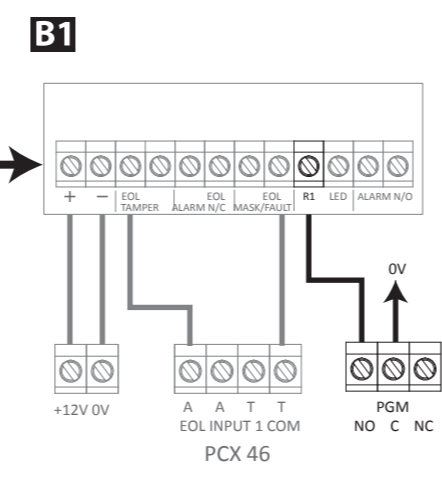 B1
+ − EOL EOL EOL R1 LED ALARM N/O
TAMPER ALARM N/C MASK/FAULT
0V
+12V 0V
A A T T
EOL INPUT 1 COM
PCX 46
PGM
NO C NC